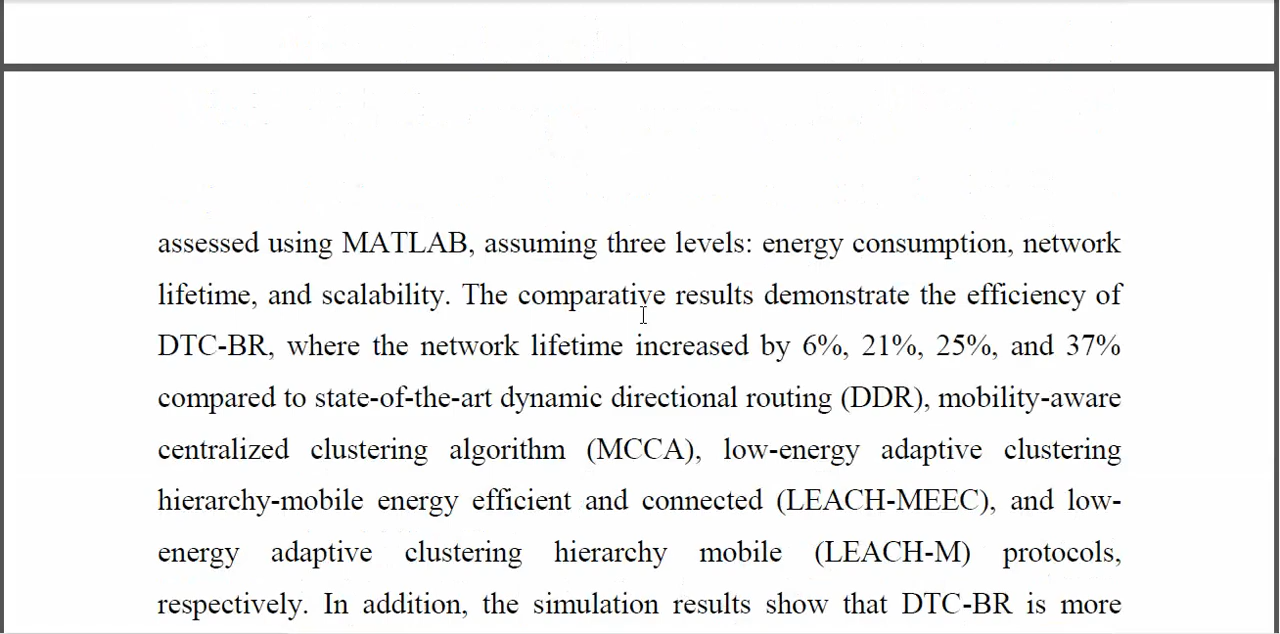 assessed using MATLAB, assuming three levels: energy consumption, network
lifetime, and scalability. The comparative results demonstrate the efficiency of
DTC-BR, where the network lifetime increased by 6%, 21%, 25%, and 37%
compared to state-of-the-art dynamic directional routing (DDR), mobility-aware
centralized clustering algorithm (MCCA), low-energy adaptive clustering
hierarchy-mobile energy efficient and connected (LEACH-MEEC), and low-
energy adaptive clustering hierarchy mobile (LEACH-M) protocols,
respectively. In addition, the simulation results show that DTC-BR is more